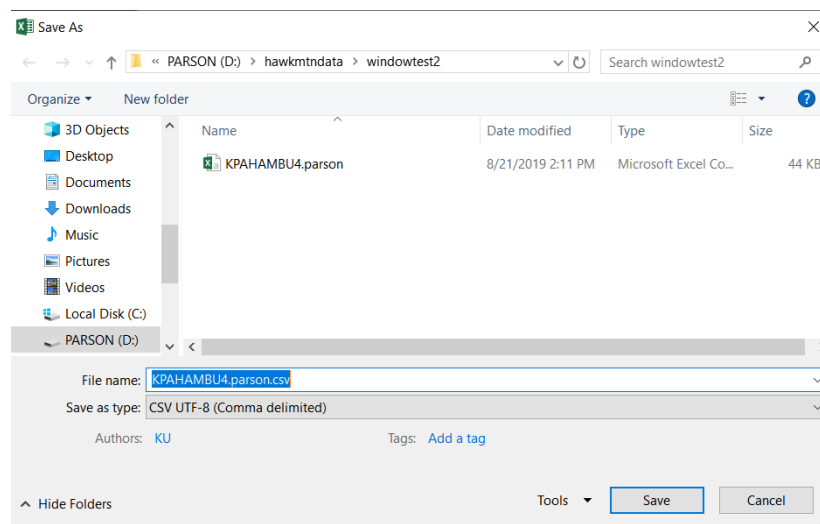 Save As
« PARSON (D:) > hawkmtndata > windowtest2
Search windowtest2
Organize
New folder
3D Objects
Desktop
Documents
Downloads
Music
Pictures
Videos
Local Disk (C:)
PARSON (D:)
Name Date modified Type Size
KPAHAMBU4.parson 8/21/2019 2:11 PM Microsoft Excel Co... 44 KB
File name: KPAHAMBU4.parson.csv
Save as type: CSV UTF-8 (Comma delimited)
Authors: KU Tags: Add a tag
Hide Folders Tools Save Cancel